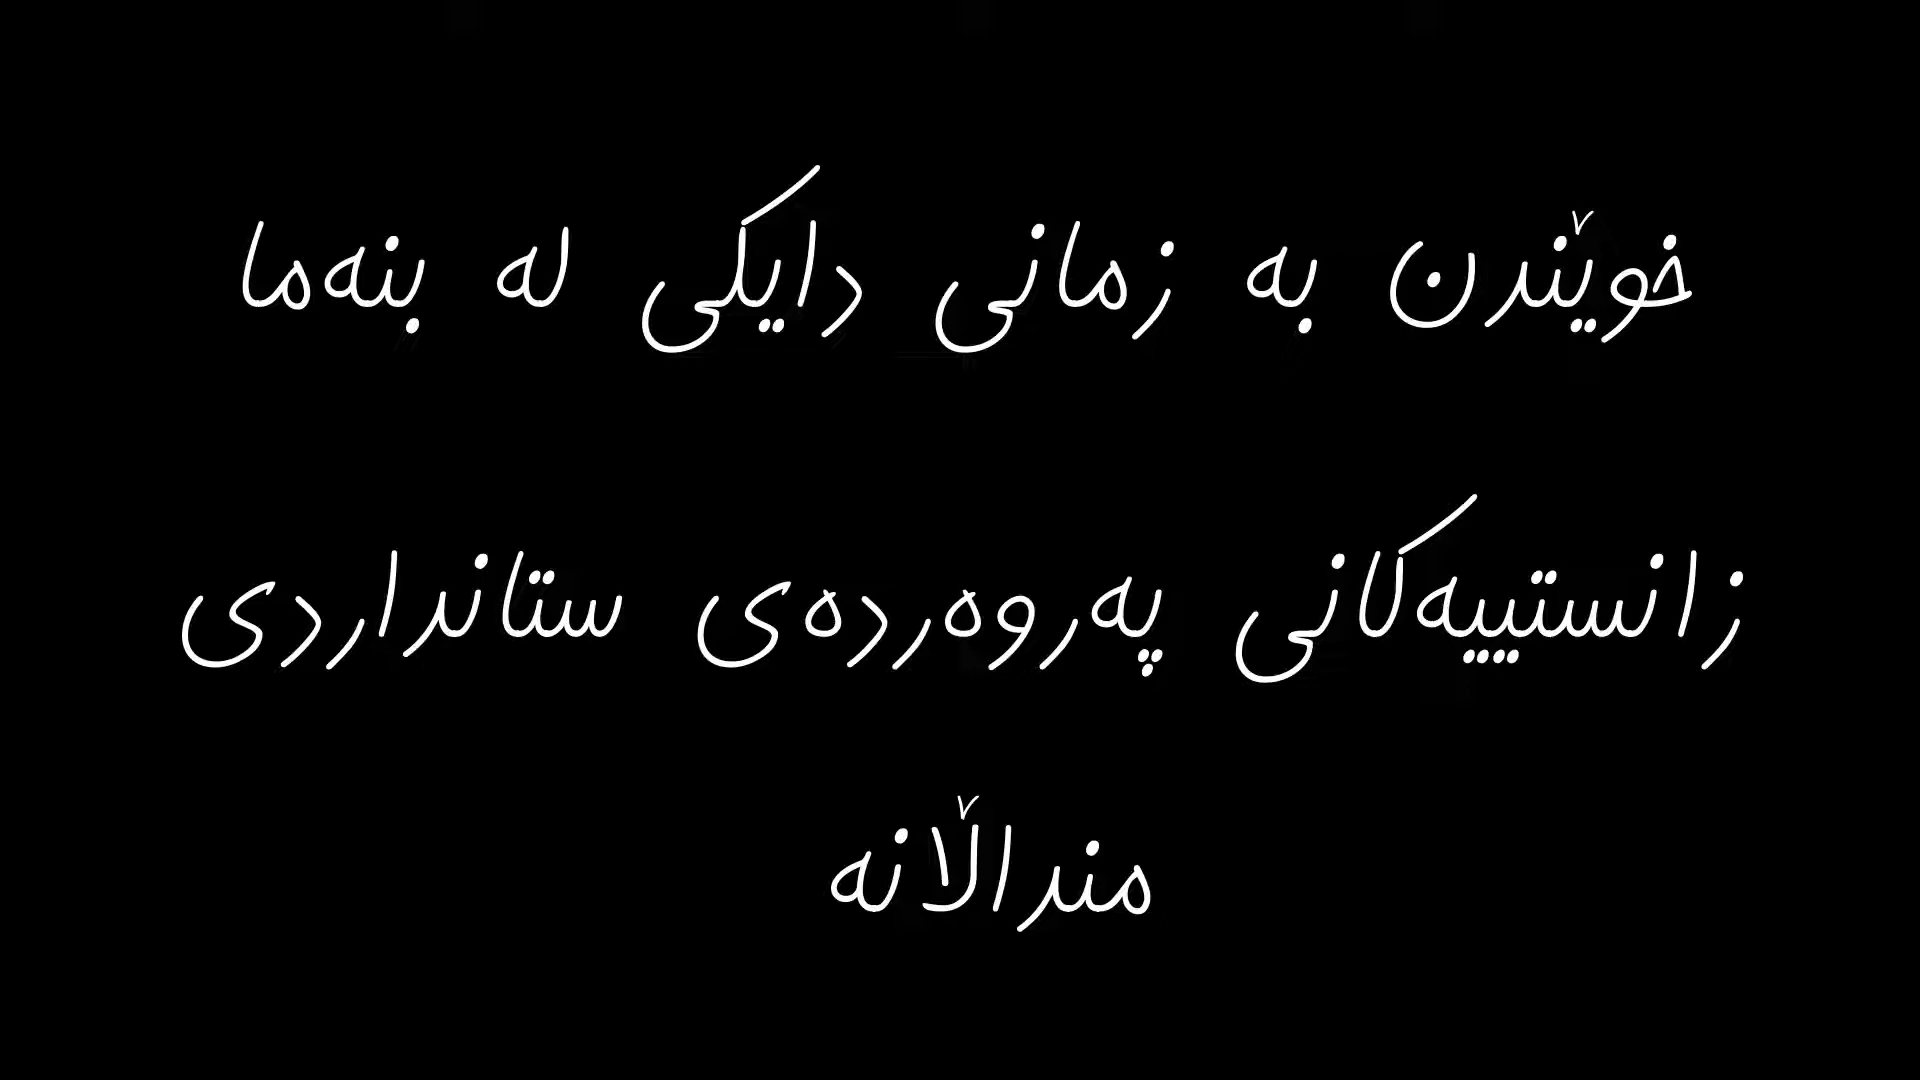 خوێندن بە زمانی دایکی لە بنەما
زانستییەکانی پەروەردەی ستانداردی
منداڵانە